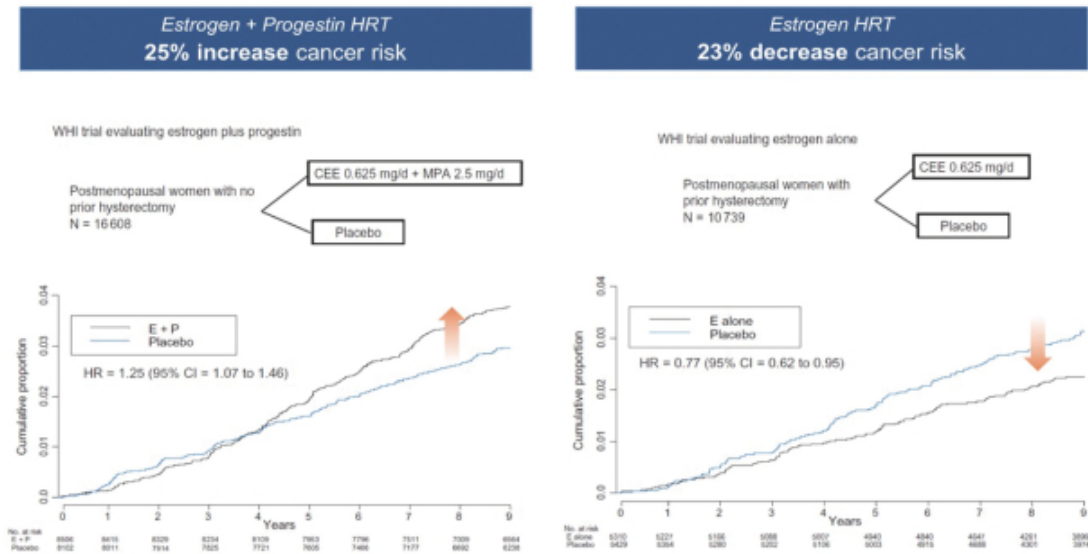 Estrogen + Progestin HRT
25% increase cancer risk
WHI trial evaluating estrogen plus progestin
Postmenopausal women with no
prior hysterectomy
N = 16608
CEE 0.625 mg/d + MPA 2.5 mg/d
Placebo
Cumulative proportion
0.04
0.03
0.02
0.01
0.0
E + P
Placebo
HR = 1.25 (95% CI = 1.07 to 1.46)
0 1 2 3 4 5 6 7 8 9
Years
No. at risk
E + P
Placebo
Estrogen HRT
23% decrease cancer risk
WHI trial evaluating estrogen alone
Postmenopausal women with
prior hysterectomy
N = 10739
CEE 0.625 mg/d
Placebo
Cumulative proportion
0.04
0.03
0.02
0.01
0.0
E alone
Placebo
HR = 0.77 (95% CI = 0.62 to 0.95)
0 1 2 3 4 5 6 7 8 9
Years
No. at risk
E alone
Placebo